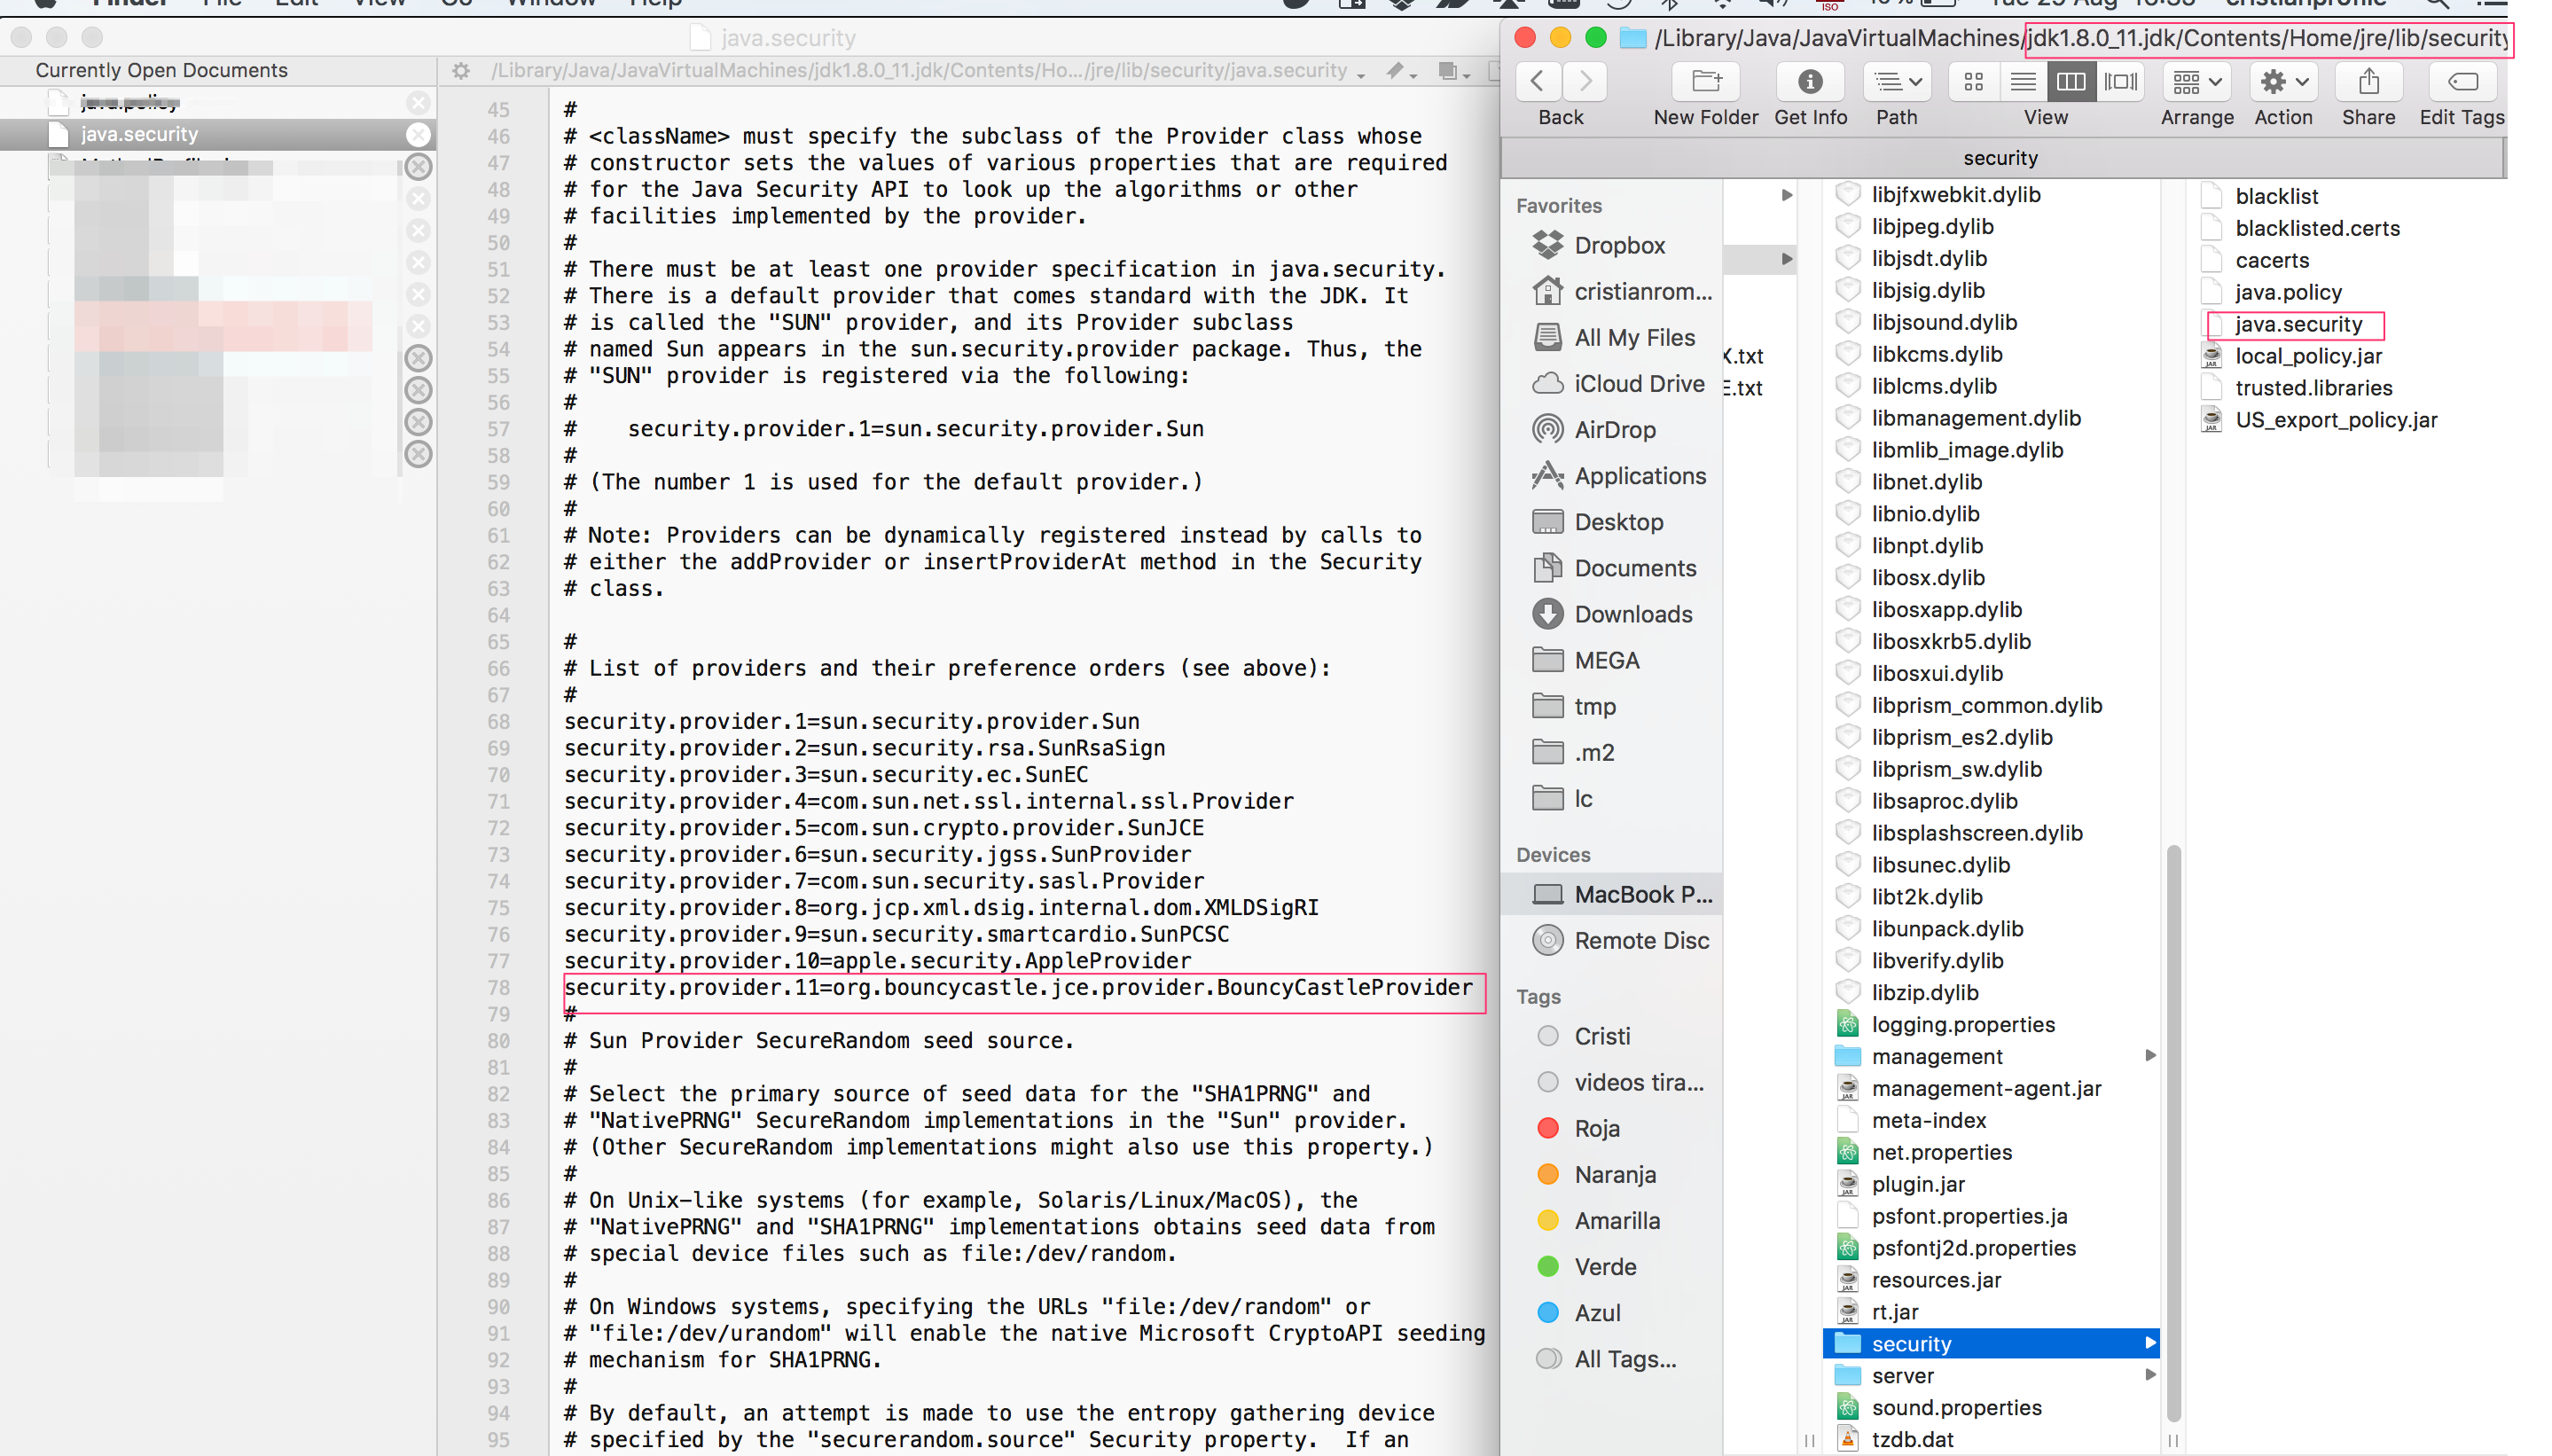 Finder File Edit View Go Window Help
java.security
Currently Open Documents
java.policy
java.security
/Library/Java/JavaVirtualMachines/jdk1.8.0_11.jdk/Contents/Ho.../jre/lib/security/java.security
45 #
46 # <className> must specify the subclass of the Provider class whose
47 # constructor sets the values of various properties that are required
48 # for the Java Security API to look up the algorithms or other
49 # facilities implemented by the provider.
50 #
51 # There must be at least one provider specification in java.security.
52 # There is a default provider that comes standard with the JDK. It
53 # is called the "SUN" provider, and its Provider subclass
54 # named Sun appears in the sun.security.provider package. Thus, the
55 # "SUN" provider is registered via the following:
56 #
57 #    security.provider.1=sun.security.provider.Sun
58 #
59 # (The number 1 is used for the default provider.)
60 #
61 # Note: Providers can be dynamically registered instead by calls to
62 # either the addProvider or insertProviderAt method in the Security
63 # class.
64
65 #
66 # List of providers and their preference orders (see above):
67 #
68 security.provider.1=sun.security.provider.Sun
69 security.provider.2=sun.security.rsa.SunRsaSign
70 security.provider.3=sun.security.ec.SunEC
71 security.provider.4=com.sun.net.ssl.internal.ssl.Provider
72 security.provider.5=com.sun.crypto.provider.SunJCE
73 security.provider.6=sun.security.jgss.SunProvider
74 security.provider.7=com.sun.security.sasl.Provider
75 security.provider.8=org.jcp.xml.dsig.internal.dom.XMLDSigRI
76 security.provider.9=sun.security.smartcardio.SunPCSC
77 security.provider.10=apple.security.AppleProvider
78 security.provider.11=org.bouncycastle.jce.provider.BouncyCastleProvider
79 #
80 # Sun Provider SecureRandom seed source.
81 #
82 # Select the primary source of seed data for the "SHA1PRNG" and
83 # "NativePRNG" SecureRandom implementations in the "Sun" provider.
84 # (Other SecureRandom implementations might also use this property.)
85 #
86 # On Unix-like systems (for example, Solaris/Linux/MacOS), the
87 # "NativePRNG" and "SHA1PRNG" implementations obtains seed data from
88 # special device files such as file:/dev/random.
89 #
90 # On Windows systems, specifying the URLs "file:/dev/random" or
91 # "file:/dev/urandom" will enable the native Microsoft CryptoAPI seeding
92 # mechanism for SHA1PRNG.
93 #
94 # By default, an attempt is made to use the entropy gathering device
95 # specified by the "securerandom.source" Security property.  If an
ISO
/Library/Java/JavaVirtualMachines/jdk1.8.0_11.jdk/Contents/Home/jre/lib/security
Back New Folder Get Info Path View Arrange Action Share Edit Tags
security
Favorites
Dropbox
cristianrom...
All My Files
iCloud Drive
AirDrop
Applications
Desktop
Documents
Downloads
MEGA
tmp
.m2
lc
Devices
MacBook P...
Remote Disc
Tags
Cristi
videos tira...
Roja
Naranja
Amarilla
Verde
Azul
All Tags...
X.txt
E.txt
libjfxwebkit.dylib
libjpeg.dylib
libjsdt.dylib
libjsig.dylib
libjsound.dylib
libkcms.dylib
liblcms.dylib
libmanagement.dylib
libmlib_image.dylib
libnet.dylib
libnio.dylib
libnpt.dylib
libosx.dylib
libosxapp.dylib
libosxkrb5.dylib
libosxui.dylib
libprism_common.dylib
libprism_es2.dylib
libprism_sw.dylib
libsaproc.dylib
libsplashscreen.dylib
libsunec.dylib
libt2k.dylib
libunpack.dylib
libverify.dylib
libzip.dylib
logging.properties
management
management-agent.jar
meta-index
net.properties
plugin.jar
psfont.properties.ja
psfontj2d.properties
resources.jar
rt.jar
security
server
sound.properties
tzdb.dat
blacklist
blacklisted.certs
cacerts
java.policy
java.security
local_policy.jar
trusted.libraries
US_export_policy.jar